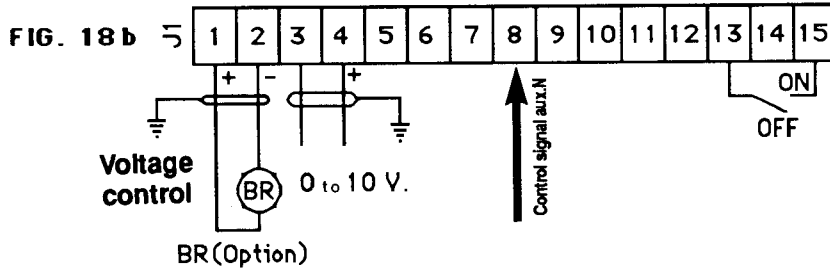 FIG. 18b J1 1 2 3 4 5 6 7 8 9 10 11 12 13 14 15
+ - +
ON
OFF
Voltage
control
BR
0 to 10 V.
Control signal aux.N
BR(Option)